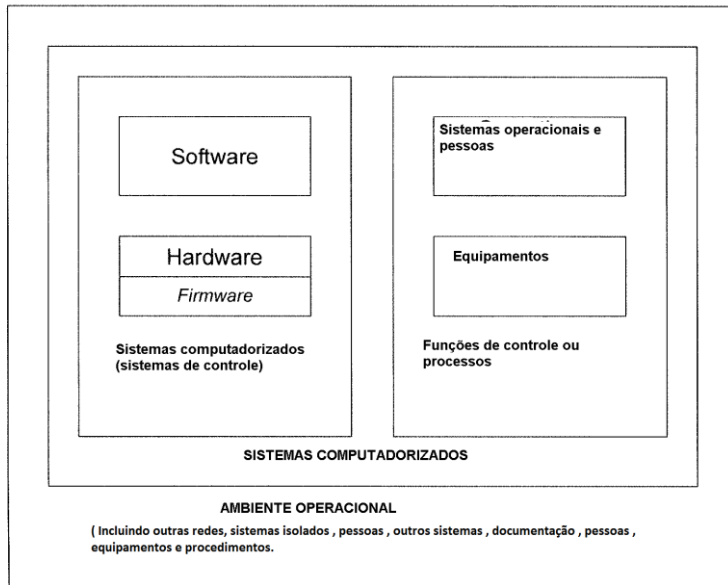 Software
Hardware
Firmware
Sistemas computadorizados
(sistemas de controle)
Sistemas operacionais e
pessoas
Equipamentos
Funções de controle ou
processos
SISTEMAS COMPUTADORIZADOS
AMBIENTE OPERACIONAL
( Incluindo outras redes, sistemas isolados , pessoas , outros sistemas , documentação , pessoas ,
equipamentos e procedimentos.